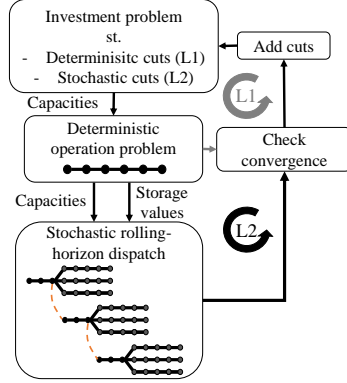 Investment problem
st.
- Determinisitc cuts (L1)
- Stochastic cuts (L2)
Add cuts
L1
Capacities
Deterministic
operation problem
Check
convergence
Capacities
Storage
values
L2
Stochastic rolling-
horizon dispatch